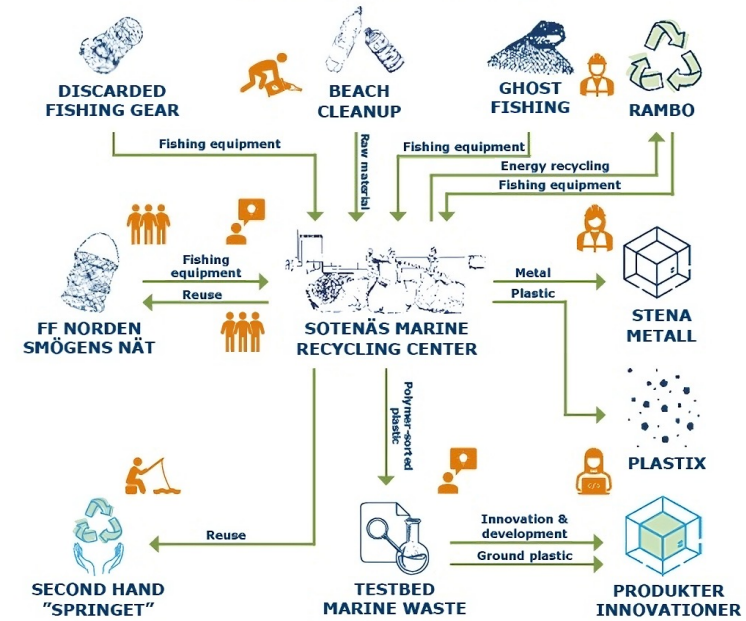 DISCARDED
FISHING GEAR
BEACH
CLEANUP
GHOST
FISHING
RAMBO
Fishing equipment
Raw material
Fishing equipment
Energy recycling
Fishing equipment
Fishing
equipment
Reuse
FF NORDEN
SMÖGENS NÄT
SOTENÄS MARINE
RECYCLING CENTER
Metal
Plastic
STENA
METALL
Polymer-sorted
plastic
PLASTIX
Reuse
Innovation &
development
Ground plastic
SECOND HAND
”SPRINGET”
TESTBED
MARINE WASTE
PRODUKTER
INNOVATIONER